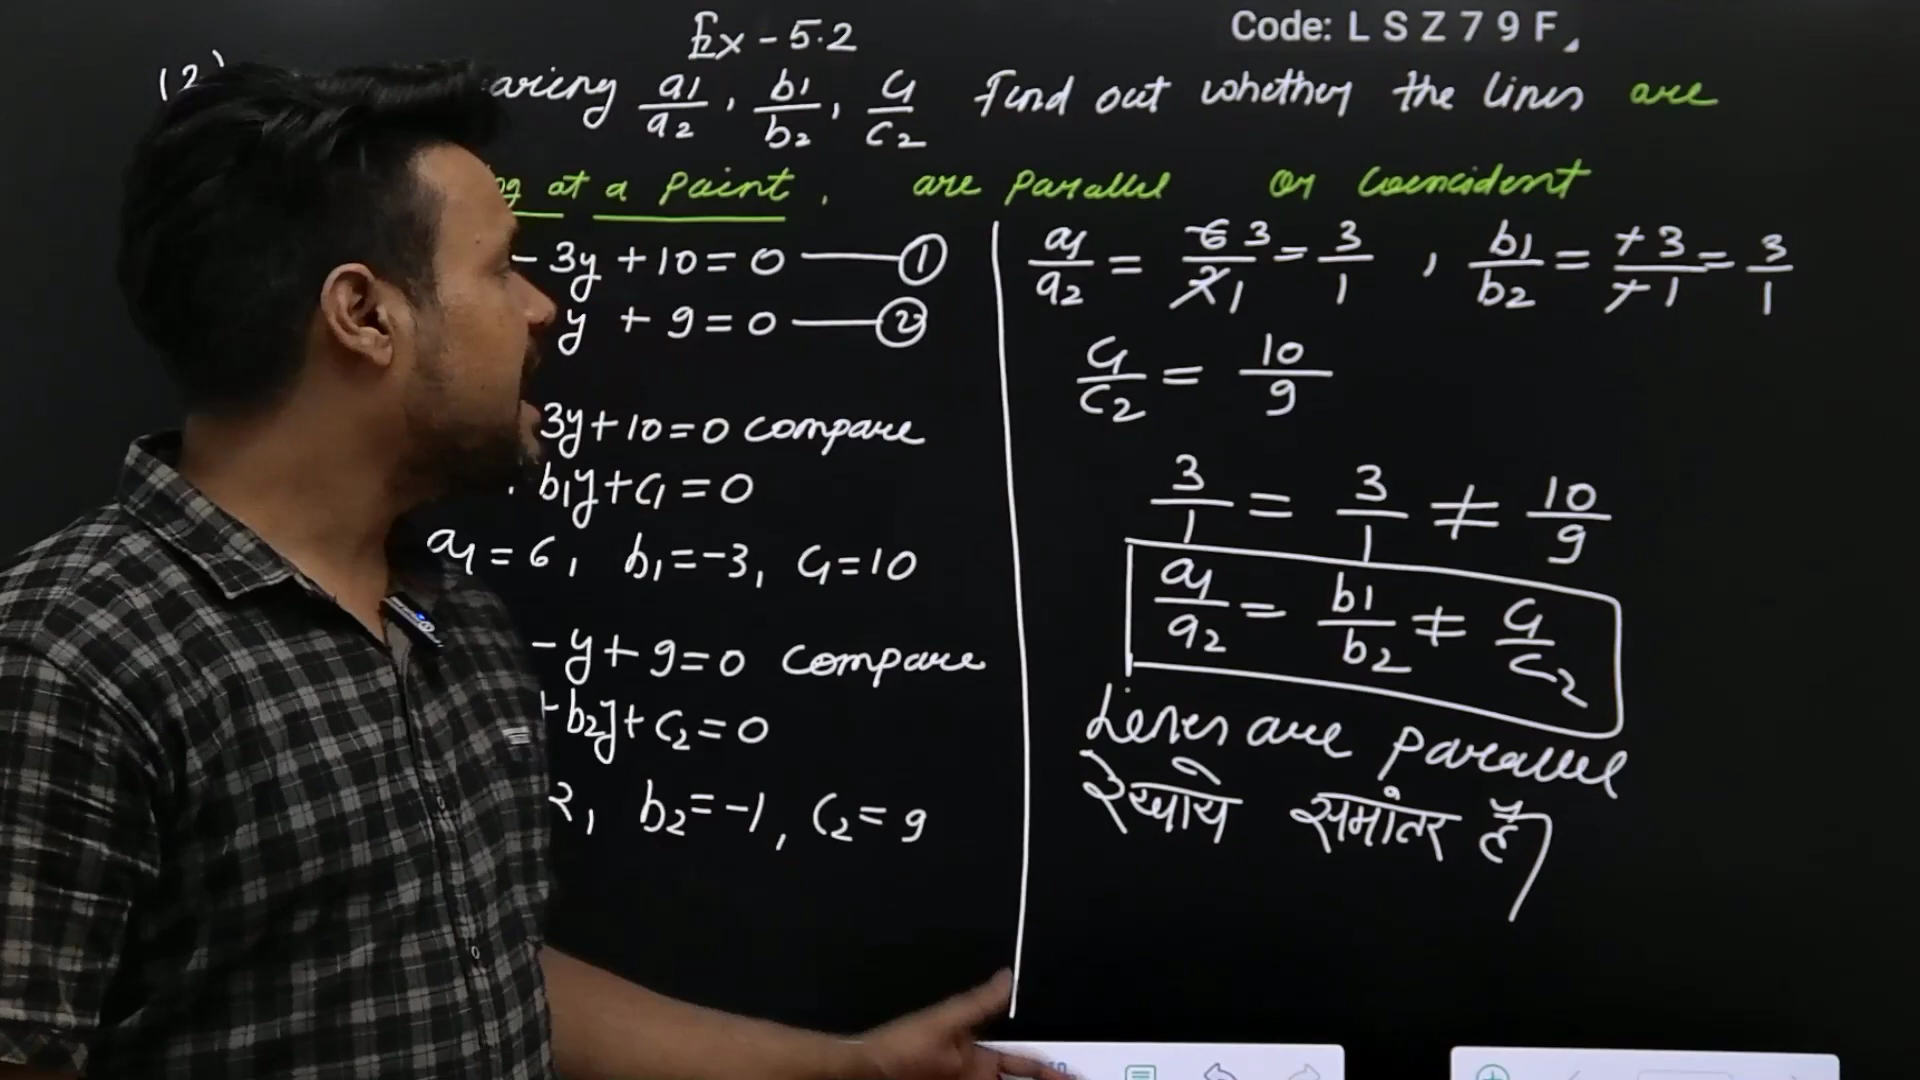 Ex - 5.2
Code: L S Z 7 9 F
(2) a1/a2, b1/b2, c1/c2 Find out whether the lines are
at a Point, are Parallel or Coencident
- 3y + 10 = 0 — ①
y + 9 = 0 — ②
3y + 10 = 0 compare
b1y + c1 = 0
a1 = 6, b1 = -3, c1 = 10
- y + 9 = 0 compare
+ b2y + c2 = 0
2, b2 = -1, c2 = 9
a1/a2 = 6 3/2 1 = 3/1, b1/b2 = +3/+1 = 3/1
c1/c2 = 10/9
3/1 = 3/1 ≠ 10/9
a1/a2 = b1/b2 ≠ c1/c2
Lines are parallel
रेखाये समांतर हैं।